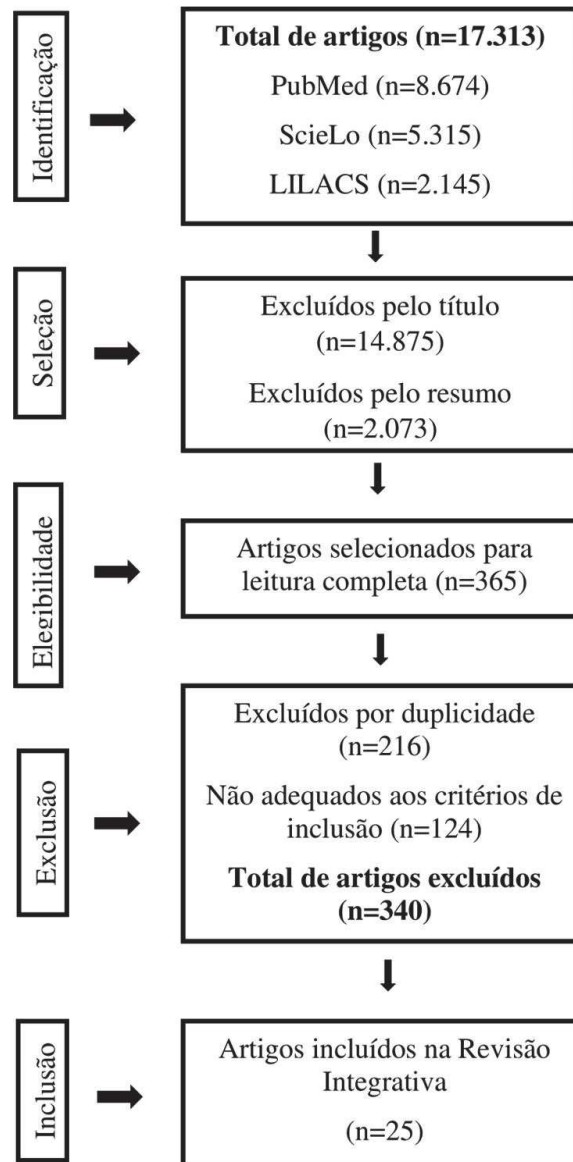 Identificação
Total de artigos (n=17.313)
PubMed (n=8.674)
ScieLo (n=5.315)
LILACS (n=2.145)
Seleção
Excluídos pelo título
(n=14.875)
Excluídos pelo resumo
(n=2.073)
Elegibilidade
Artigos selecionados para
leitura completa (n=365)
Exclusão
Excluídos por duplicidade
(n=216)
Não adequados aos critérios de
inclusão (n=124)
Total de artigos excluídos
(n=340)
Inclusão
Artigos incluídos na Revisão
Integrativa
(n=25)